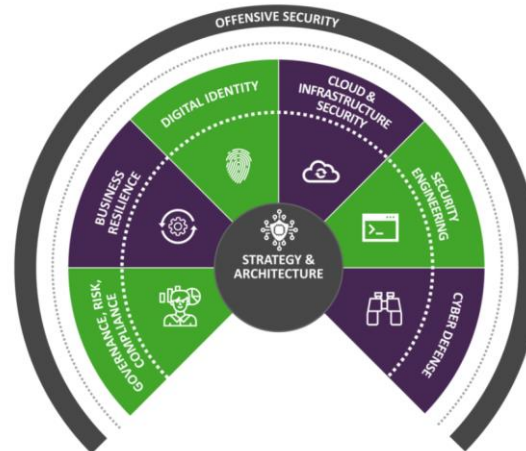 OFFENSIVE SECURITY
GOVERNANCE, RISK,
COMPLIANCE
BUSINESS
RESILIENCE
DIGITAL IDENTITY
CLOUD &
INFRASTRUCTURE
SECURITY
SECURITY
ENGINEERING
CYBER DEFENSE
STRATEGY &
ARCHITECTURE